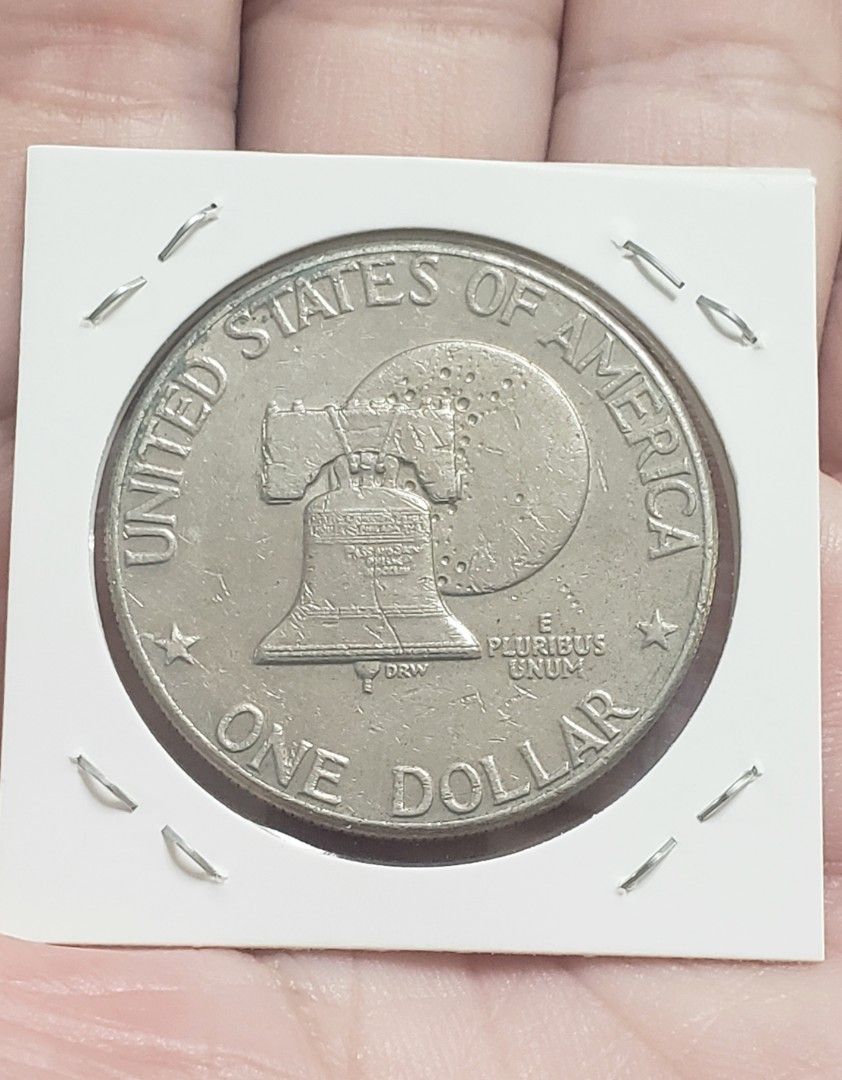 UNITED STATES OF AMERICA
E
PLURIBUS
UNUM
DRW
ONE DOLLAR